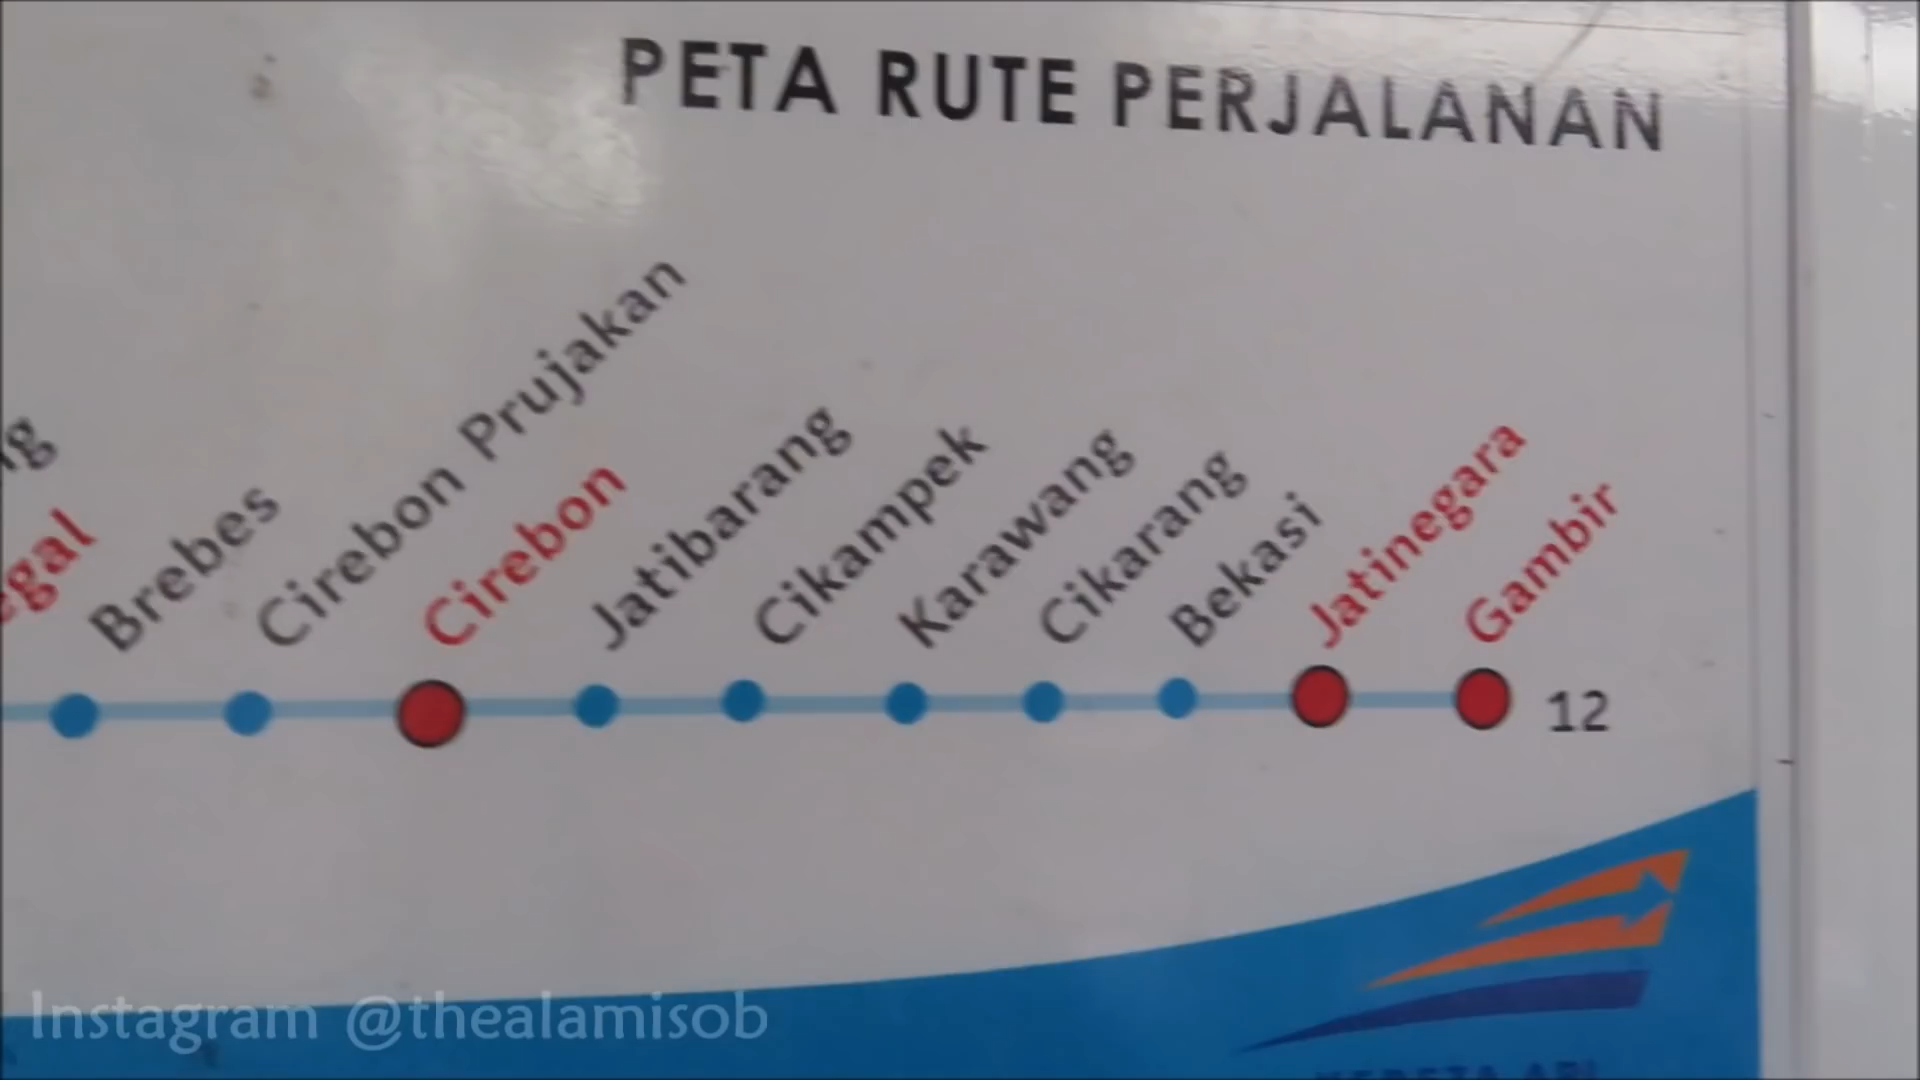 PETA RUTE PERJALANAN
Brebes
Cirebon Prujakan
Cirebon
Jatibarang
Cikampek
Karawang
Cikarang
Bekasi
Jatinegara
Gambir
12
Instagram @thealamisob